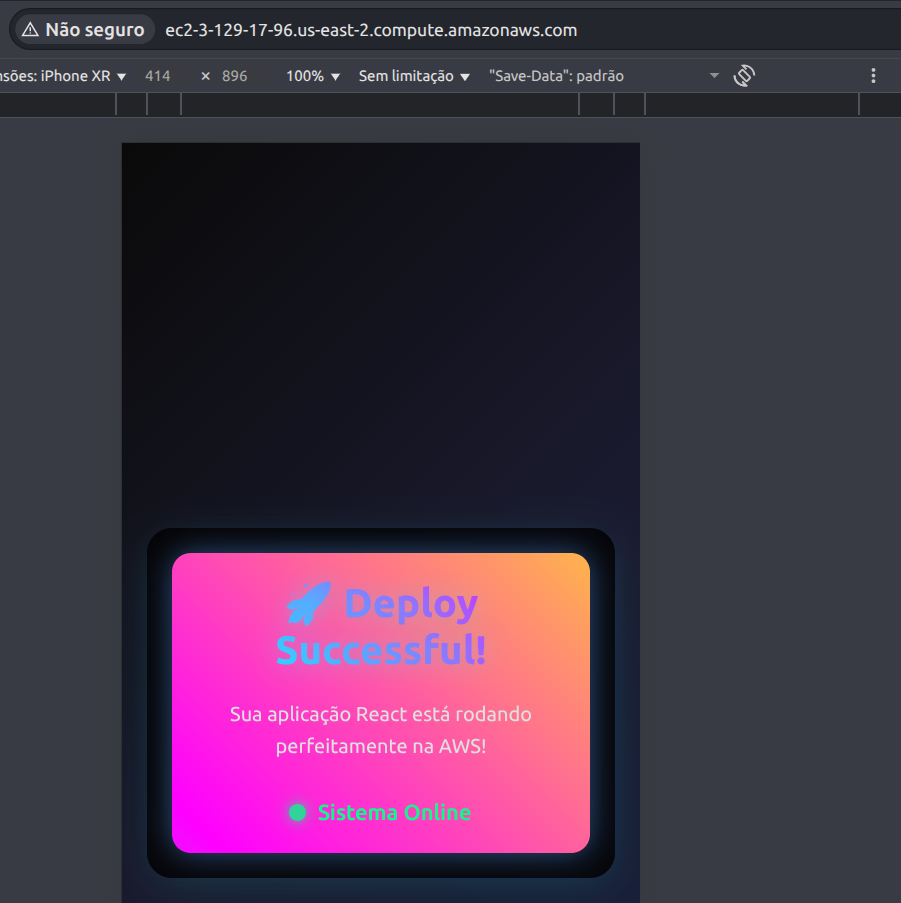 Não seguro ec2-3-129-17-96.us-east-2.compute.amazonaws.com
nsões: iPhone XR ▼ 414 × 896 100% ▼ Sem limitação ▼ "Save-Data": padrão
🚀 Deploy
Successful!
Sua aplicação React está rodando
perfeitamente na AWS!
Sistema Online